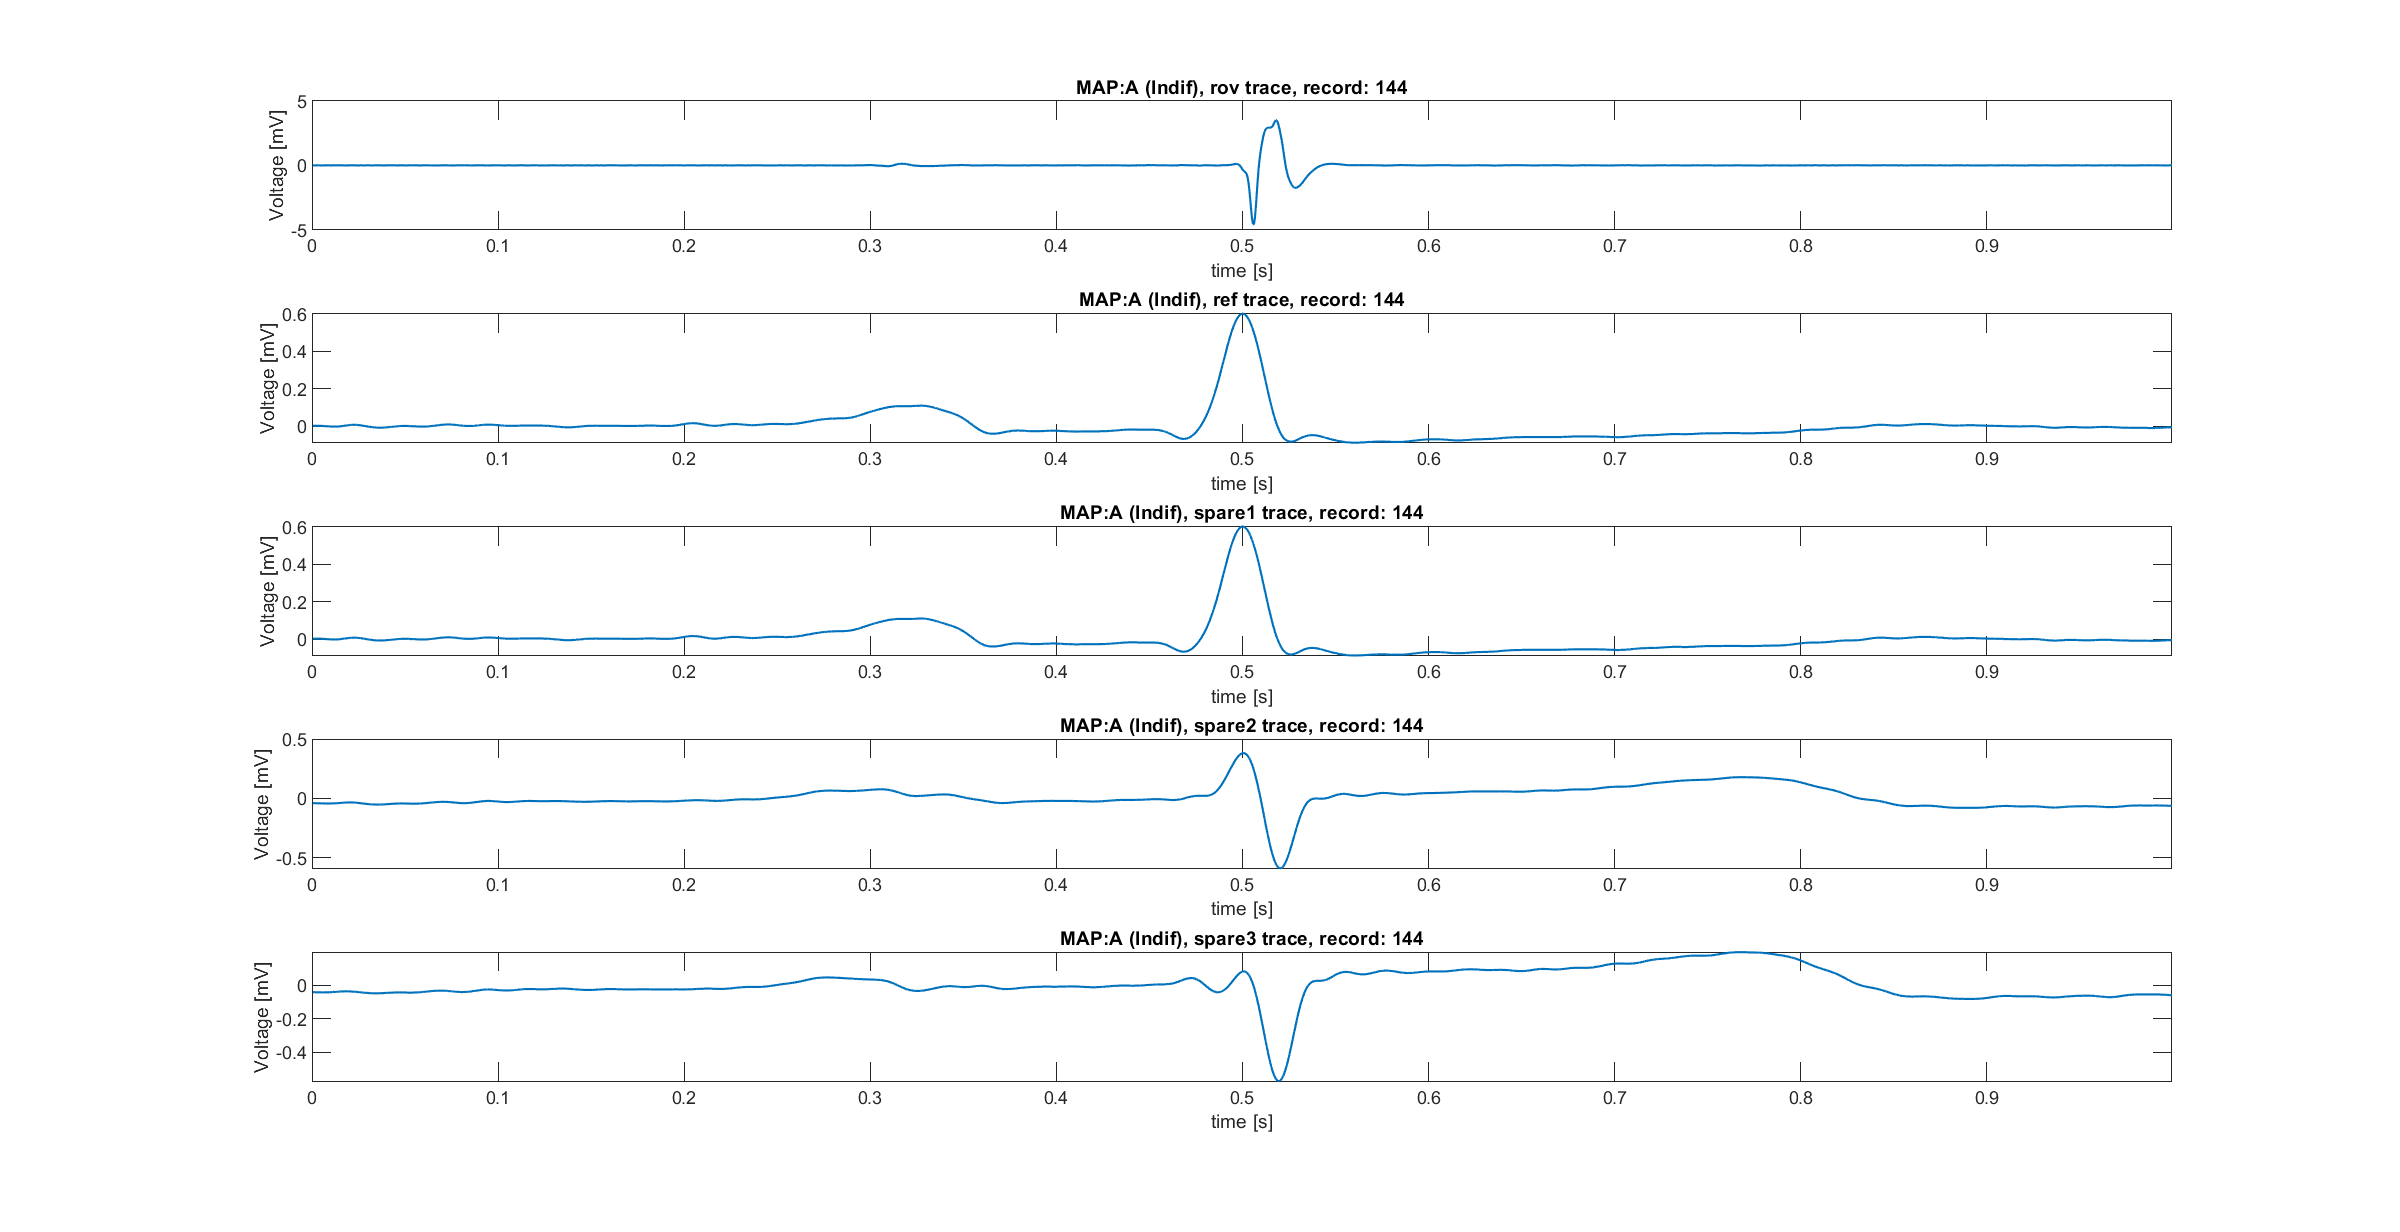 MAP:A (Indif), rov trace, record: 144
Voltage [mV]
5
0
-5
0 0.1 0.2 0.3 0.4 0.5 0.6 0.7 0.8 0.9
time [s]
MAP:A (Indif), ref trace, record: 144
Voltage [mV]
0.6
0.4
0.2
0
0 0.1 0.2 0.3 0.4 0.5 0.6 0.7 0.8 0.9
time [s]
MAP:A (Indif), spare1 trace, record: 144
Voltage [mV]
0.6
0.4
0.2
0
0 0.1 0.2 0.3 0.4 0.5 0.6 0.7 0.8 0.9
time [s]
MAP:A (Indif), spare2 trace, record: 144
Voltage [mV]
0.5
0
-0.5
0 0.1 0.2 0.3 0.4 0.5 0.6 0.7 0.8 0.9
time [s]
MAP:A (Indif), spare3 trace, record: 144
Voltage [mV]
0
-0.2
-0.4
0 0.1 0.2 0.3 0.4 0.5 0.6 0.7 0.8 0.9
time [s]